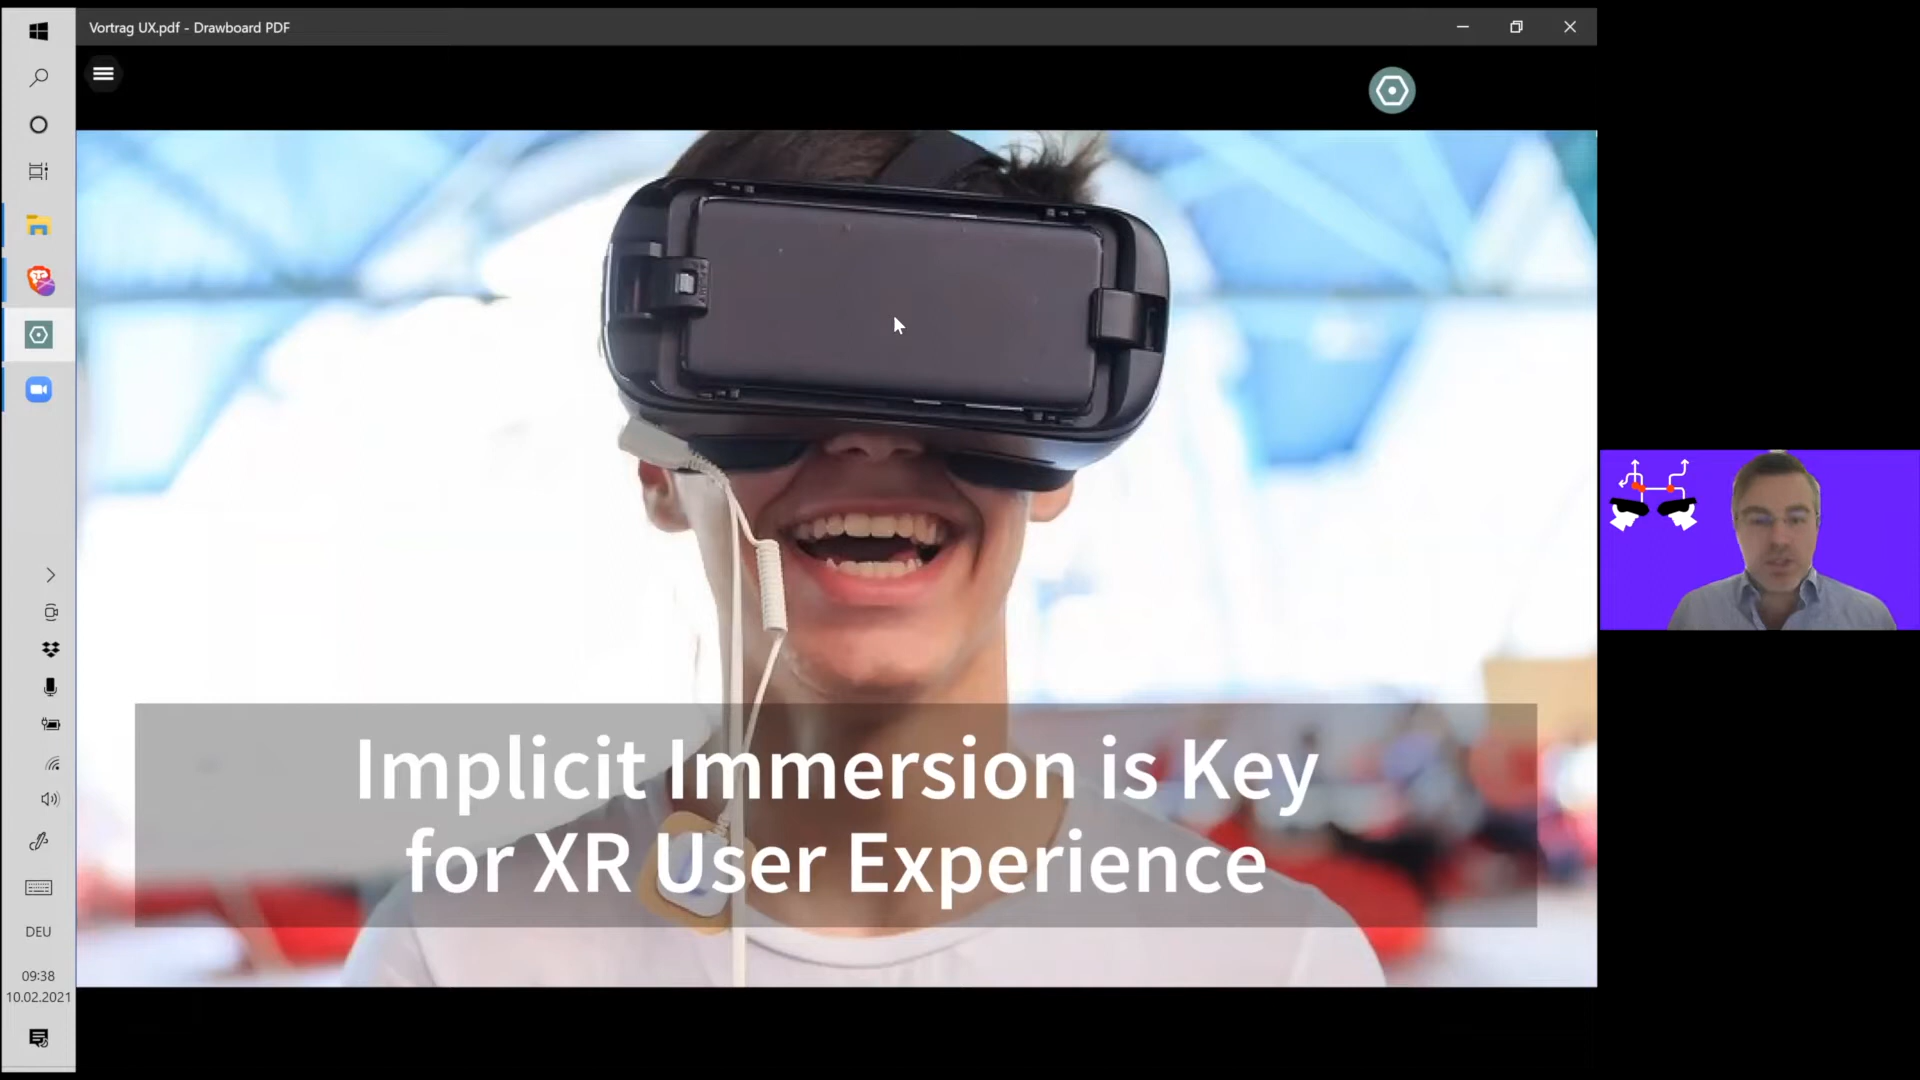 Vortrag UX.pdf - Drawboard PDF
Implicit Immersion is Key
for XR User Experience
DEU
09:38
10.02.2021